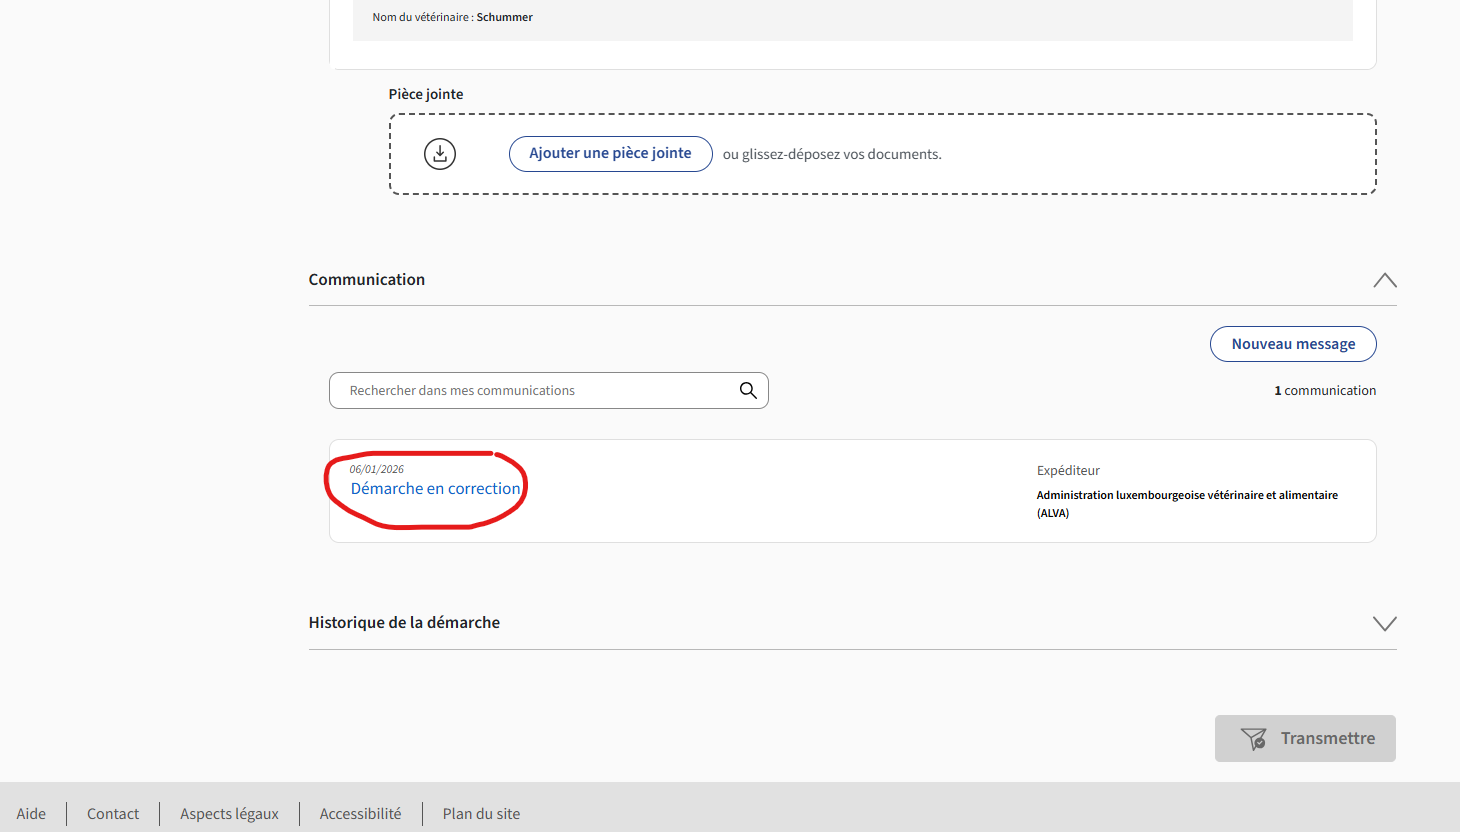 Nom du vétérinaire : Schummer
Pièce jointe
Ajouter une pièce jointe ou glissez-déposez vos documents.
Communication
Nouveau message
Rechercher dans mes communications
1 communication
06/01/2026
Démarche en correction
Expéditeur
Administration luxembourgeoise vétérinaire et alimentaire
(ALVA)
Historique de la démarche
Transmettre
Aide
Contact
Aspects légaux
Accessibilité
Plan du site